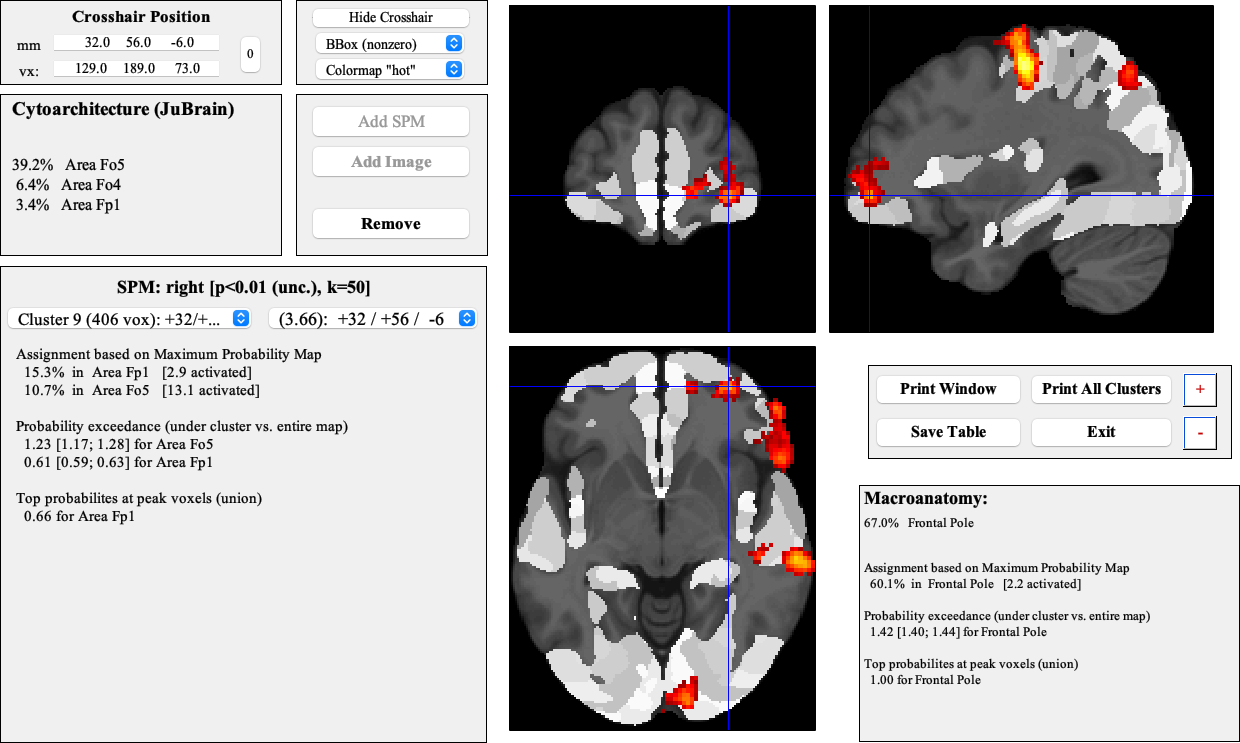 Crosshair Position
mm 32.0 56.0 -6.0
vx: 129.0 189.0 73.0
0
Hide Crosshair
BBox (nonzero)
Colormap "hot"
Cytoarchitecture (JuBrain)
39.2% Area Fo5
6.4% Area Fo4
3.4% Area Fp1
Add SPM
Add Image
Remove
SPM: right [p<0.01 (unc.), k=50]
Cluster 9 (406 vox): +32/+... (3.66): +32 / +56 / -6
Assignment based on Maximum Probability Map
15.3% in Area Fp1 [2.9 activated]
10.7% in Area Fo5 [13.1 activated]
Probability exceedance (under cluster vs. entire map)
1.23 [1.17; 1.28] for Area Fo5
0.61 [0.59; 0.63] for Area Fp1
Top probabilites at peak voxels (union)
0.66 for Area Fp1
Print Window Print All Clusters +
Save Table Exit -
Macroanatomy:
67.0% Frontal Pole
Assignment based on Maximum Probability Map
60.1% in Frontal Pole [2.2 activated]
Probability exceedance (under cluster vs. entire map)
1.42 [1.40; 1.44] for Frontal Pole
Top probabilites at peak voxels (union)
1.00 for Frontal Pole